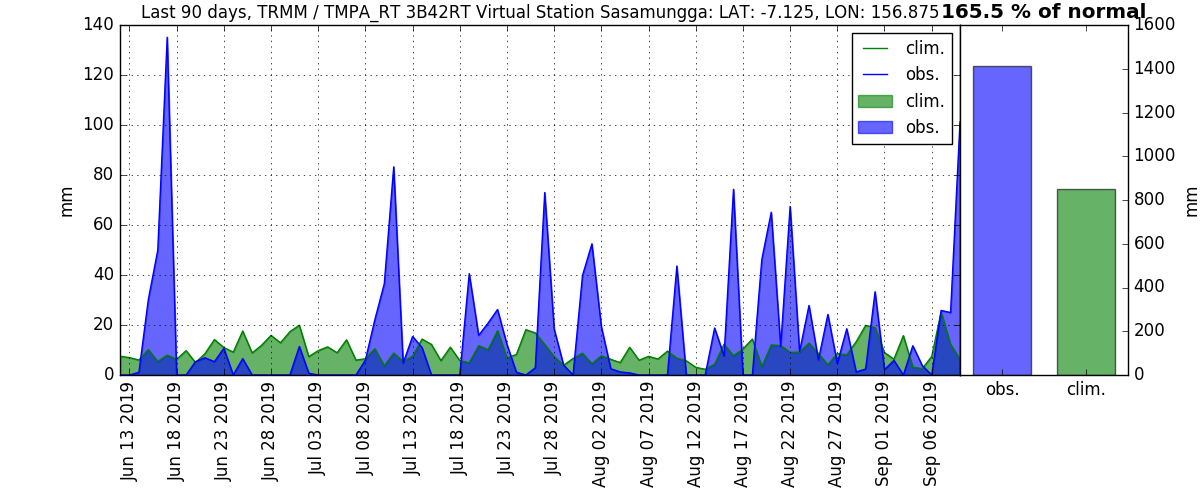 Last 90 days, TRMM / TMPA_RT 3B42RT Virtual Station Sasamungga: LAT: -7.125, LON: 156.875
165.5 % of normal
140
120
100
80
60
40
20
0
mm
clim.
obs.
clim.
obs.
Jun 13 2019
Jun 18 2019
Jun 23 2019
Jun 28 2019
Jul 03 2019
Jul 08 2019
Jul 13 2019
Jul 18 2019
Jul 23 2019
Jul 28 2019
Aug 02 2019
Aug 07 2019
Aug 12 2019
Aug 17 2019
Aug 22 2019
Aug 27 2019
Sep 01 2019
Sep 06 2019
1600
1400
1200
1000
800
600
400
200
0
mm
obs.
clim.